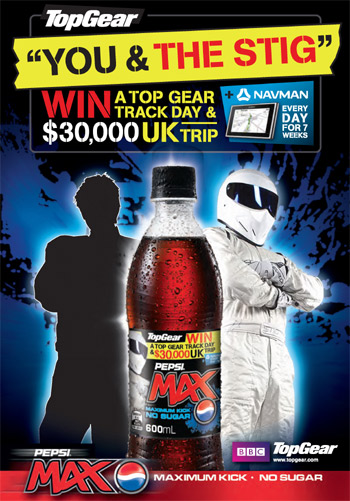 TopGear
"YOU & THE STIG"
WIN A TOP GEAR
TRACK DAY &
$30,000 UK TRIP
+ NAVMAN
EVERY
DAY
FOR 7
WEEKS
TopGear WIN
A TOP GEAR TRACK DAY
& $30,000 UK TRIP
PEPSI
MAX
MAXIMUM KICK
NO SUGAR
600mL
BBC TopGear
www.topgear.com
PEPSI
MAX
MAXIMUM KICK · NO SUGAR